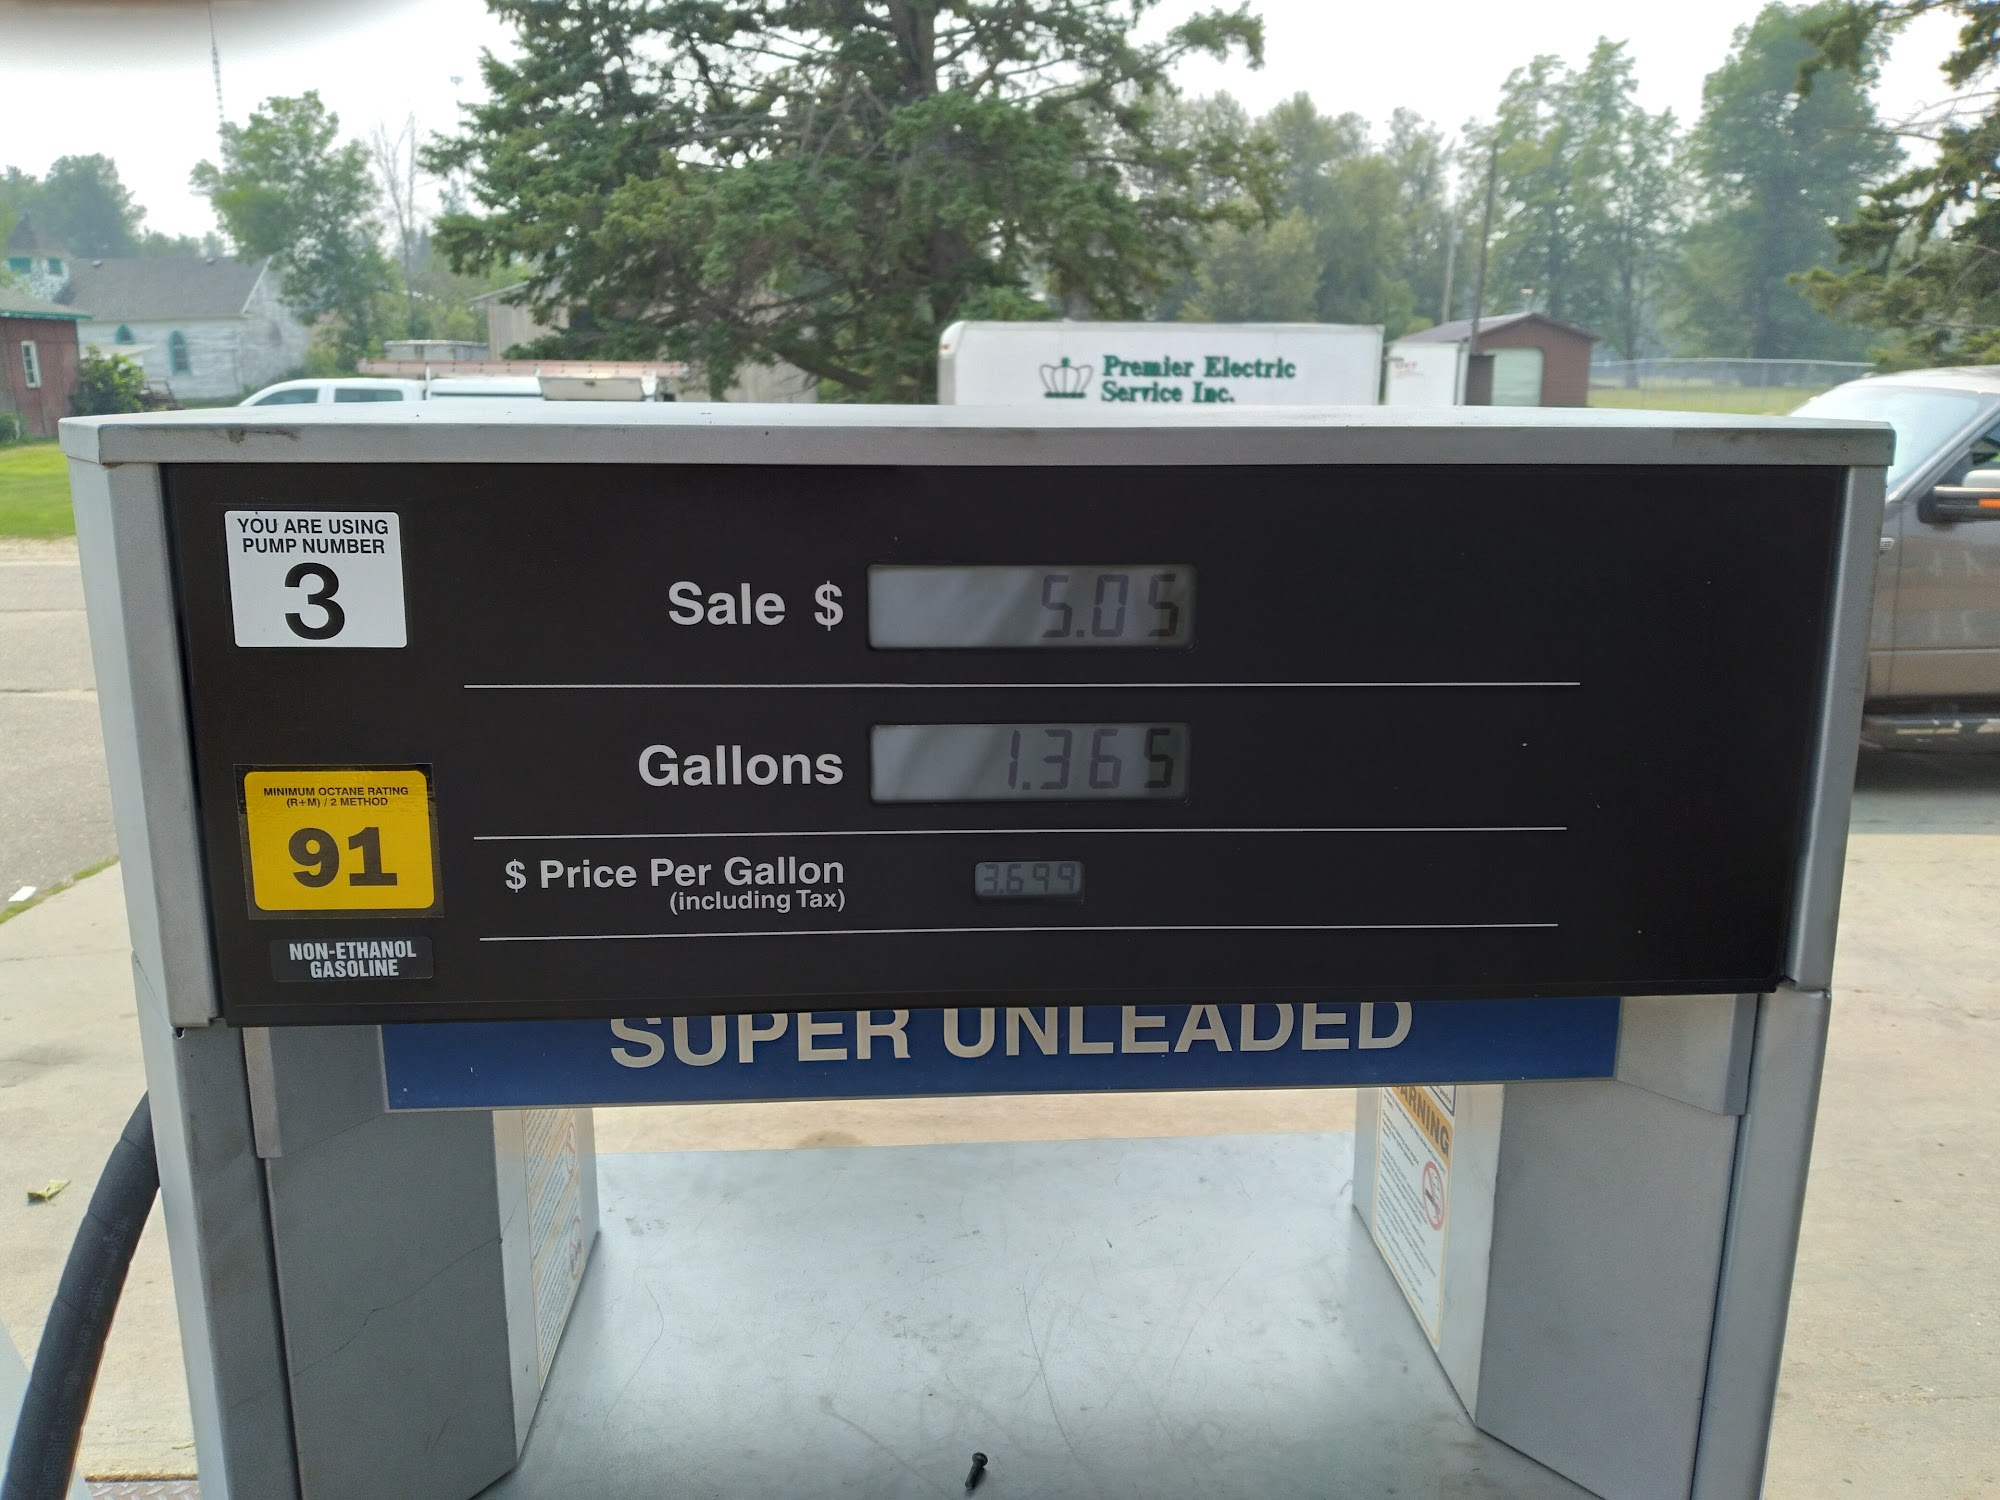 Premier Electric
Service Inc.
YOU ARE USING
PUMP NUMBER
3
Sale $ 5.05
Gallons 1.365
MINIMUM OCTANE RATING
(R+M) / 2 METHOD
91
$ Price Per Gallon 3.699
(including Tax)
NON-ETHANOL
GASOLINE
SUPER UNLEADED
ARNING